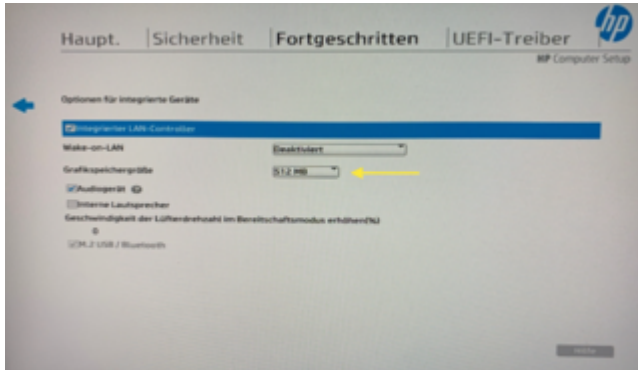 Haupt. Sicherheit Fortgeschritten UEFI-Treiber
hp
HP Computer Setup
Optionen für integrierte Geräte
Integrierter LAN-Controller
Wake-on-LAN Deaktiviert
Grafikspeichergröße 512 MB
Audiogerät
Interne Lautsprecher
Geschwindigkeit der Lüfterdrehzahl im Bereitschaftsmodus erhöhen(%)
0
M.2 USB / Bluetooth